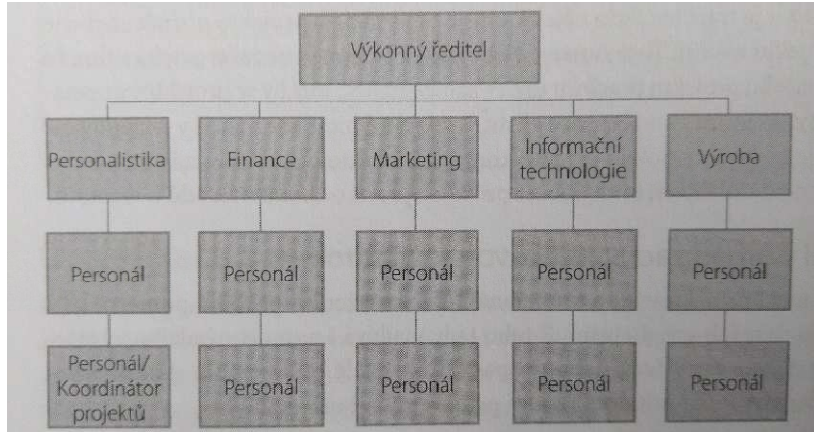 Výkonný ředitel
Personalistika
Finance
Marketing
Informační
technologie
Výroba
Personál
Personál
Personál
Personál
Personál
Personál/
Koordinátor
projektů
Personál
Personál
Personál
Personál